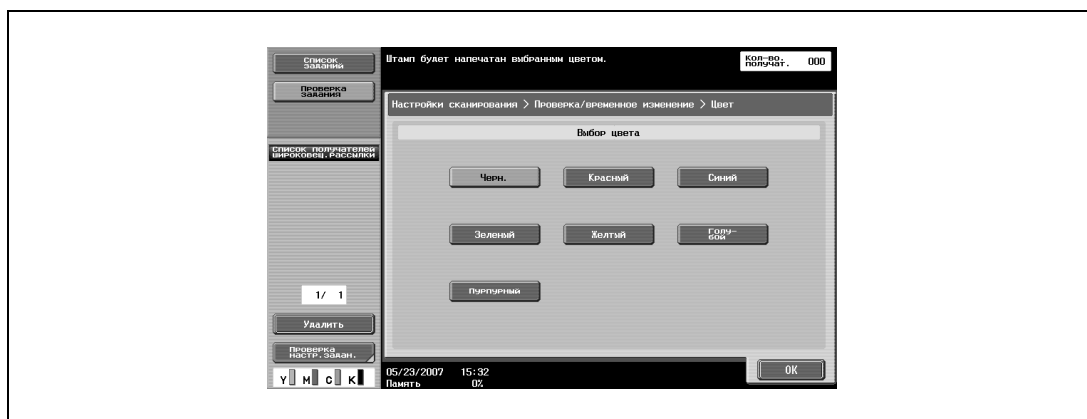 Список
заданий
Проверка
задания
Список получателей
широковещ.рассылки
1/ 1
Удалить
Проверка
настр.задан.
Y M C K
Штамп будет напечатан выбранным цветом.
Кол-во.
получат. 000
Настройки сканирования > Проверка/временное изменение > Цвет
Выбор цвета
Черн. Красный Синий
Зеленый Желтый Голу-
бой
Пурпурный
05/23/2007 15:32
Память 0%
OK